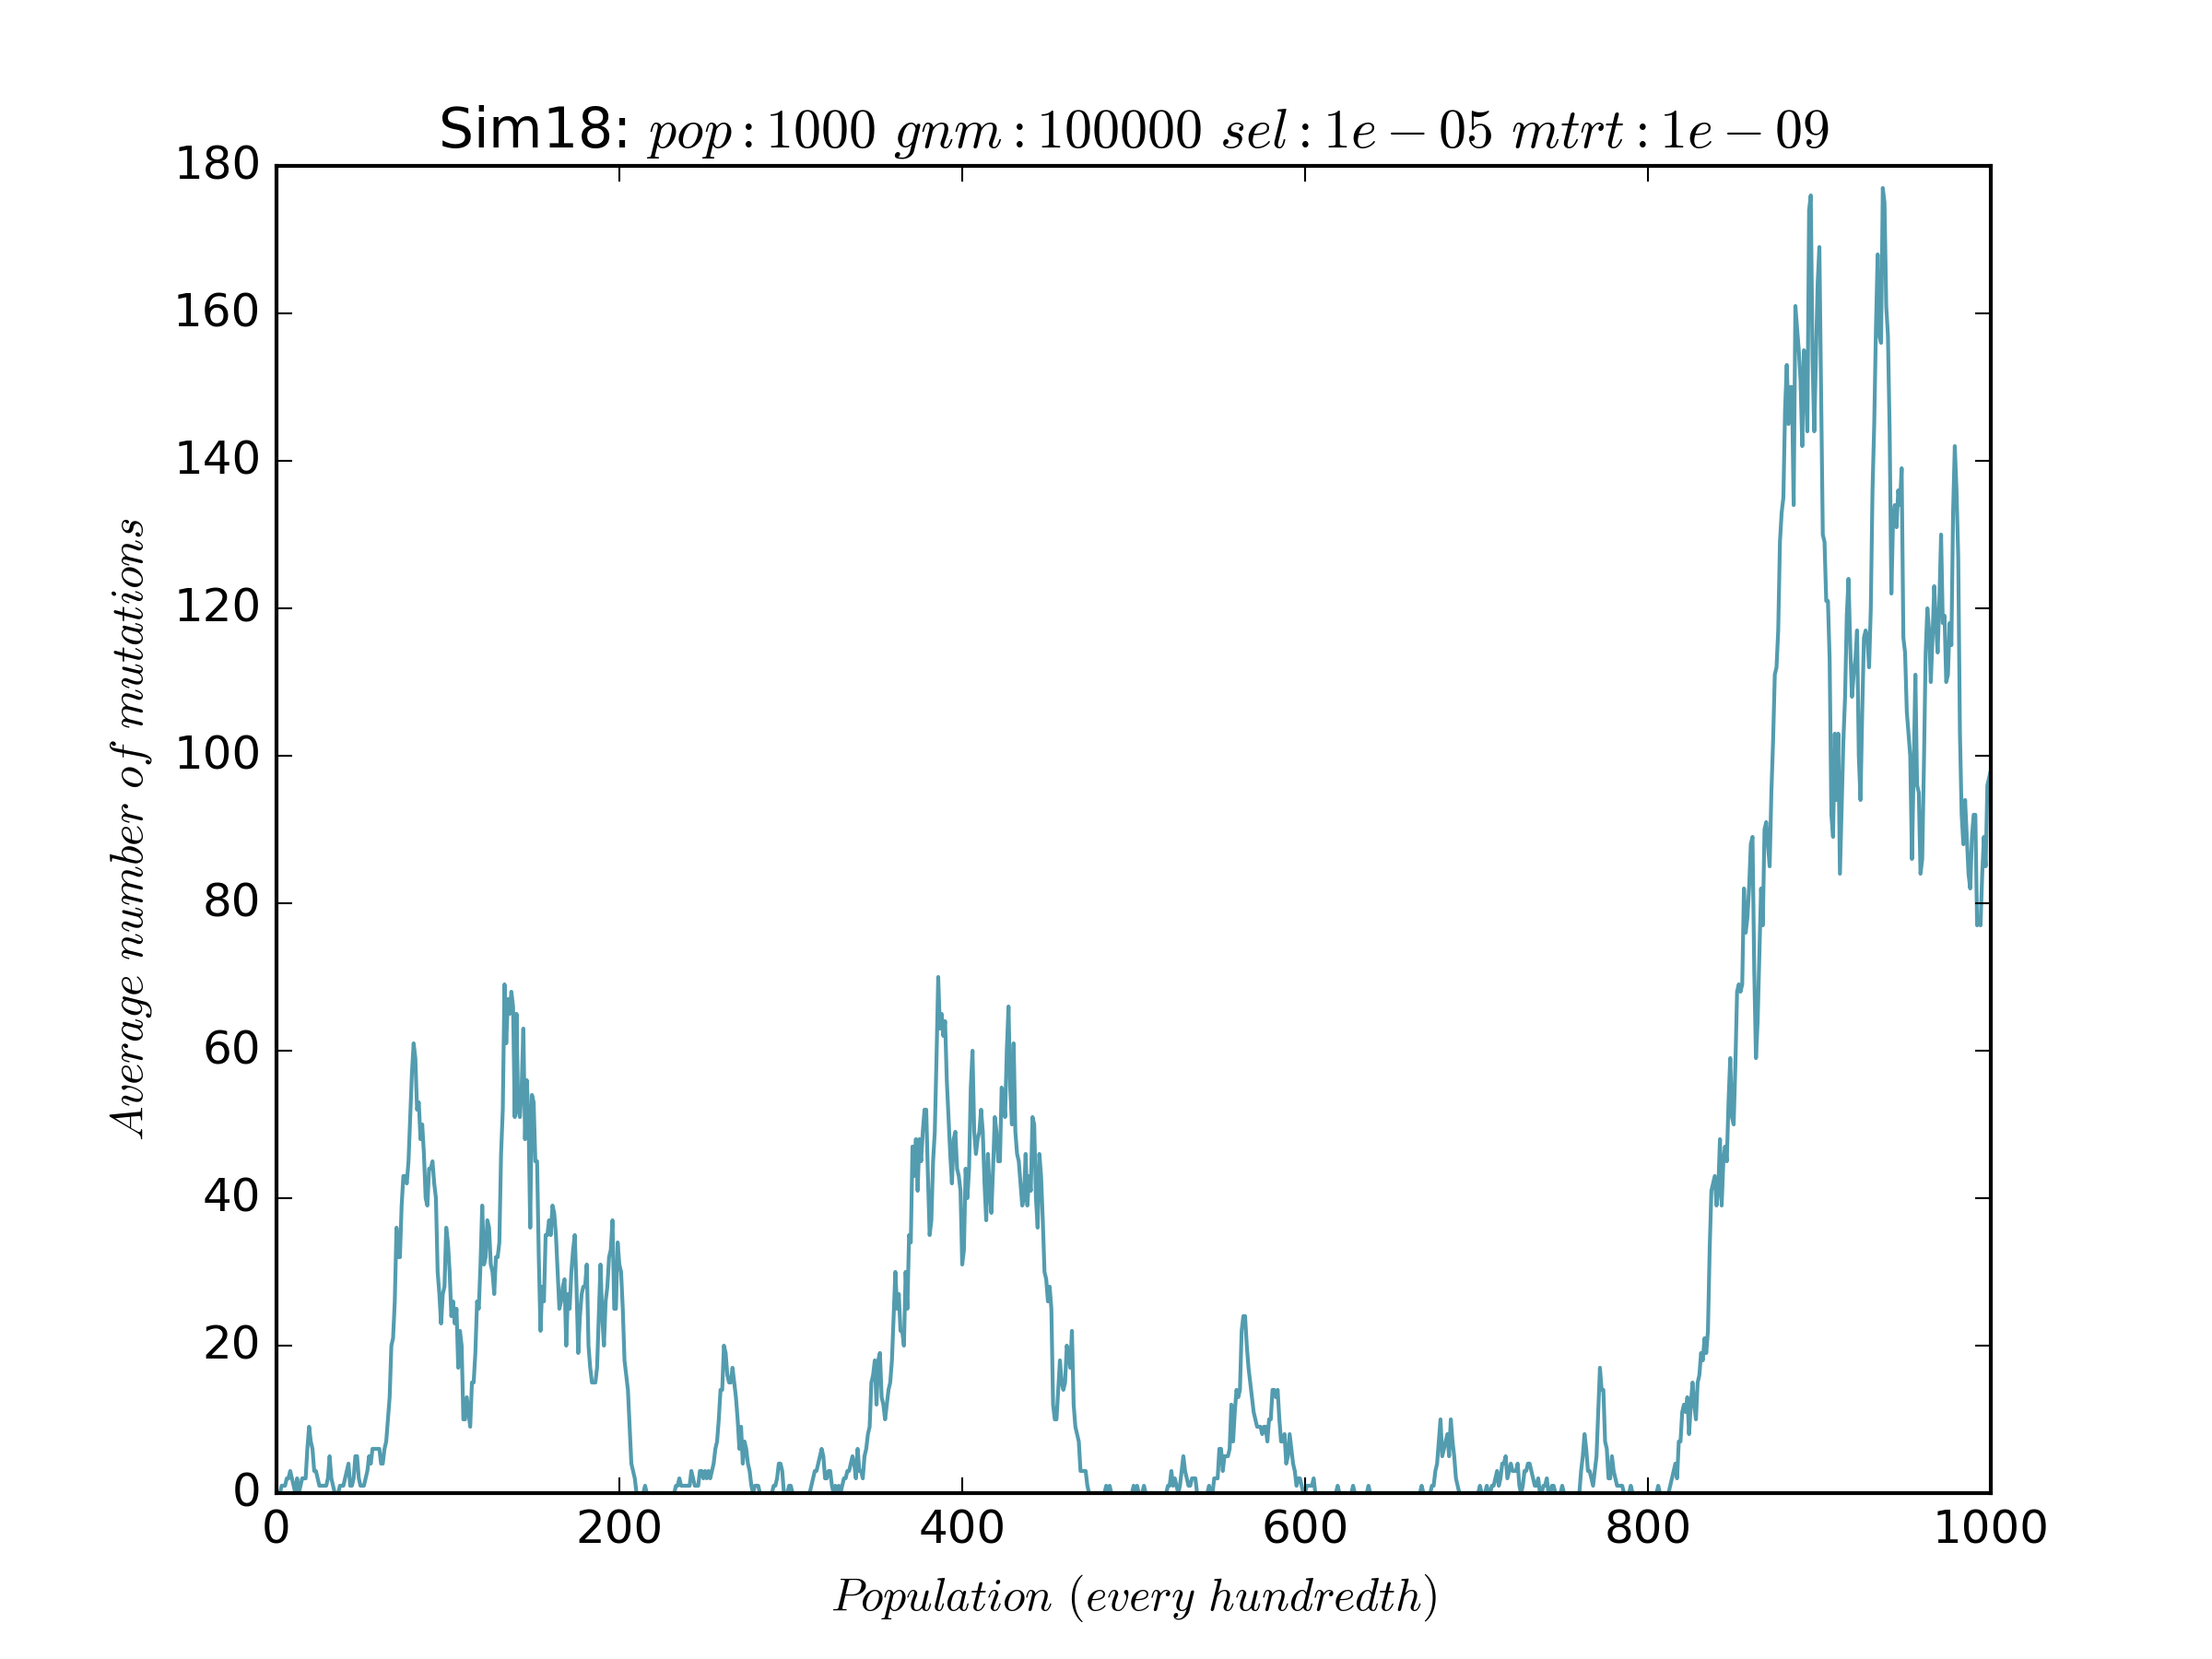 Sim18: pop : 1000 gnm : 100000 sel : 1e − 05 mtrt : 1e − 09
180
160
140
120
100
80
60
40
20
0
Average number of mutations
0 200 400 600 800 1000
Population (every hundredth)